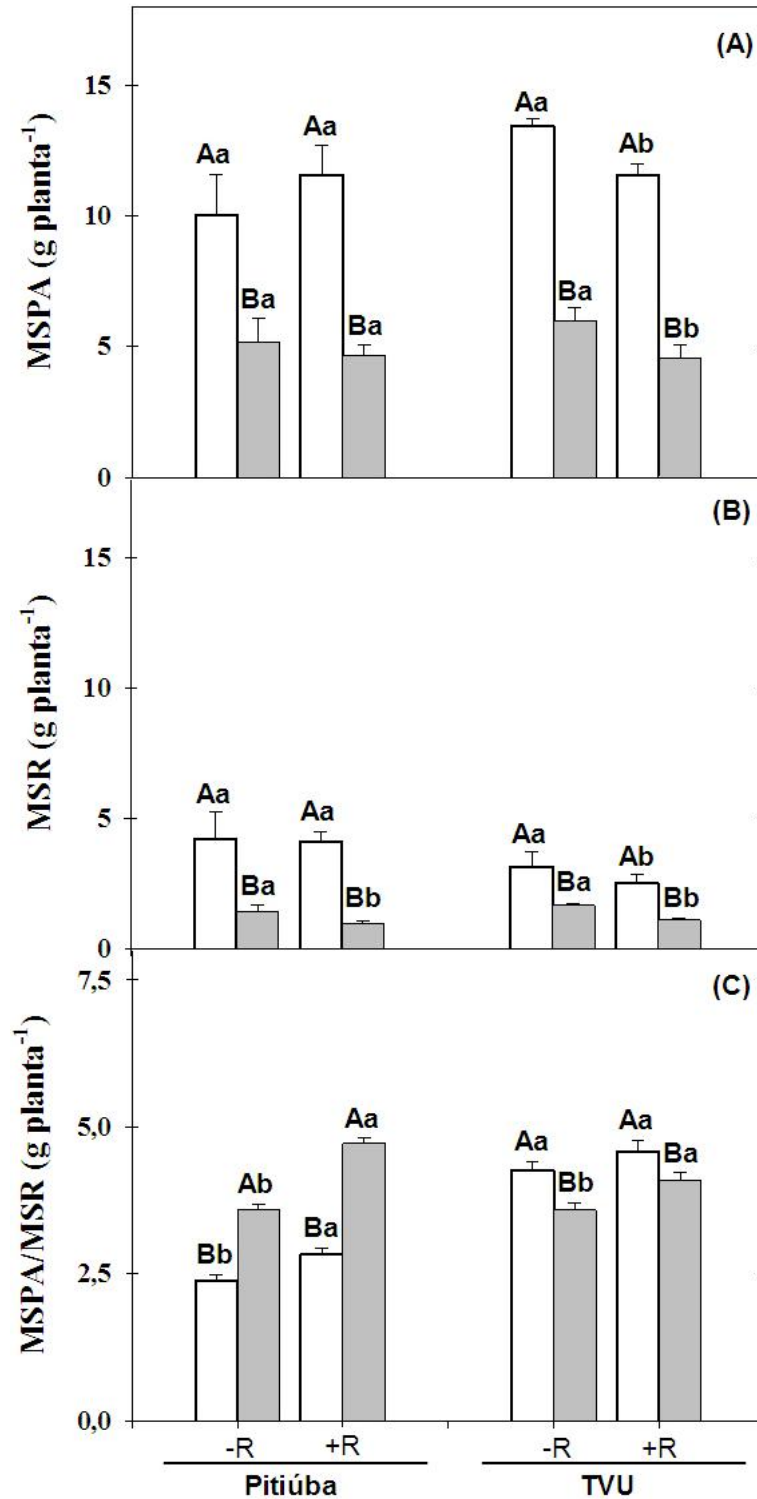 (A)
MSPA (g planta⁻¹)
15
10
5
0
Aa
Ba
Aa
Ba
Aa
Ba
Ab
Bb
(B)
MSR (g planta⁻¹)
15
10
5
0
Aa
Ba
Aa
Bb
Aa
Ba
Ab
Bb
(C)
MSPA/MSR (g planta⁻¹)
7,5
5,0
2,5
0,0
Bb
Ab
Ba
Aa
Aa
Bb
Aa
Ba
-R +R -R +R
Pitiúba TVU